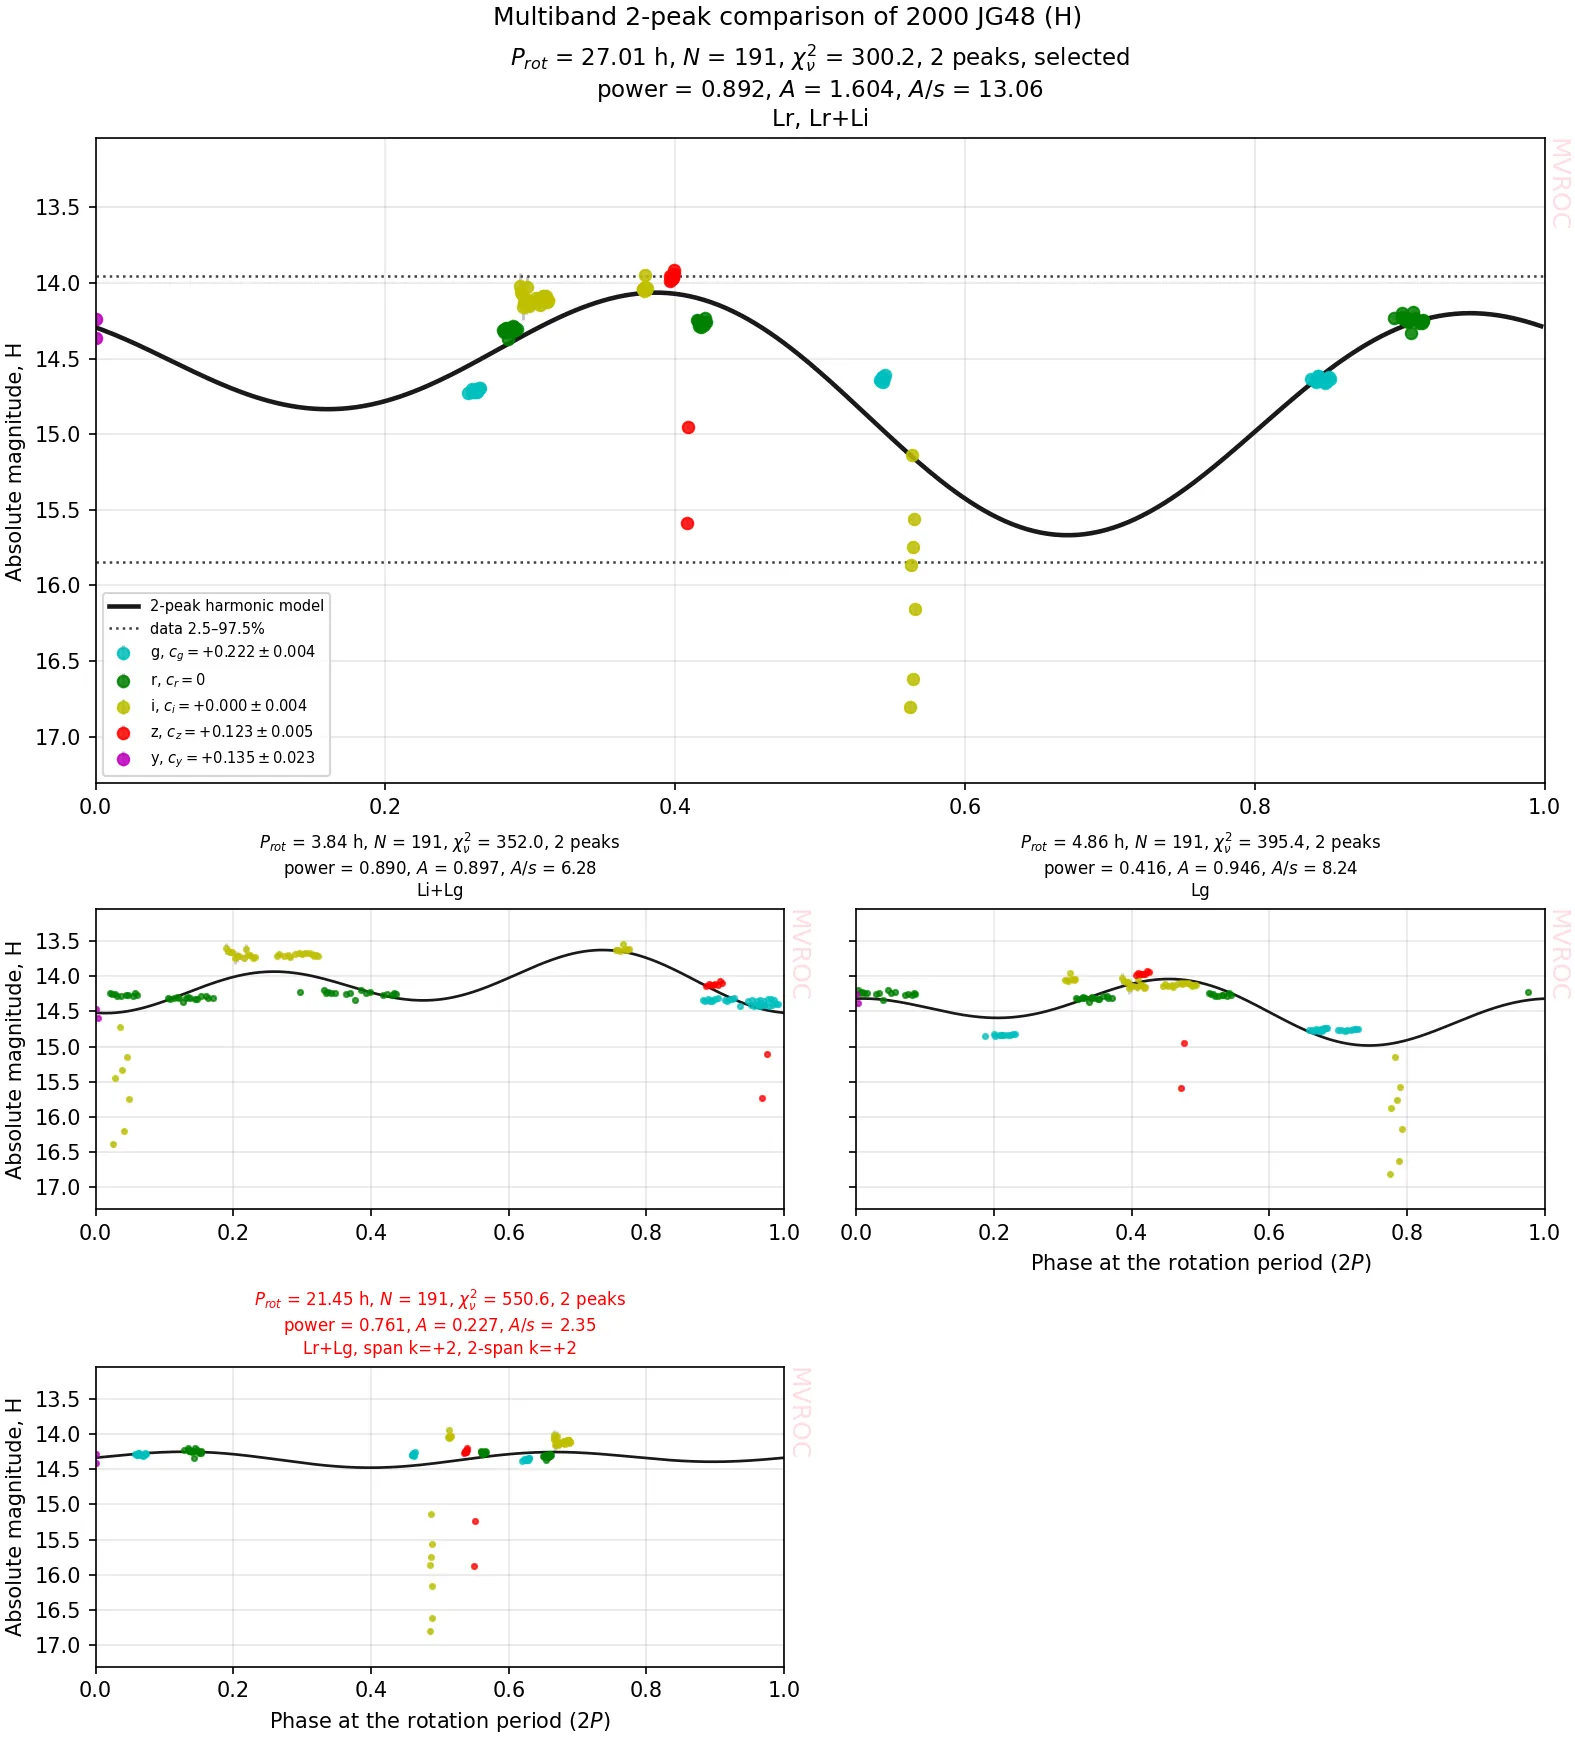 Multiband 2-peak comparison of 2000 JG48 (H)
P_rot = 27.01 h, N = 191, χ²_ν = 300.2, 2 peaks, selected
power = 0.892, A = 1.604, A/s = 13.06
Lr, Lr+Li
MVROC
13.5
14.0
14.5
15.0
15.5
16.0
16.5
17.0
Absolute magnitude, H
2-peak harmonic model
data 2.5–97.5%
g, c_g = +0.222 ± 0.004
r, c_r = 0
i, c_i = +0.000 ± 0.004
z, c_z = +0.123 ± 0.005
y, c_y = +0.135 ± 0.023
0.0 0.2 0.4 0.6 0.8 1.0
P_rot = 3.84 h, N = 191, χ²_ν = 352.0, 2 peaks
power = 0.890, A = 0.897, A/s = 6.28
Li+Lg
MVROC
13.5
14.0
14.5
15.0
15.5
16.0
16.5
17.0
Absolute magnitude, H
0.0 0.2 0.4 0.6 0.8 1.0
P_rot = 4.86 h, N = 191, χ²_ν = 395.4, 2 peaks
power = 0.416, A = 0.946, A/s = 8.24
Lg
MVROC
0.0 0.2 0.4 0.6 0.8 1.0
Phase at the rotation period (2P)
P_rot = 21.45 h, N = 191, χ²_ν = 550.6, 2 peaks
power = 0.761, A = 0.227, A/s = 2.35
Lr+Lg, span k=+2, 2-span k=+2
MVROC
13.5
14.0
14.5
15.0
15.5
16.0
16.5
17.0
Absolute magnitude, H
0.0 0.2 0.4 0.6 0.8 1.0
Phase at the rotation period (2P)